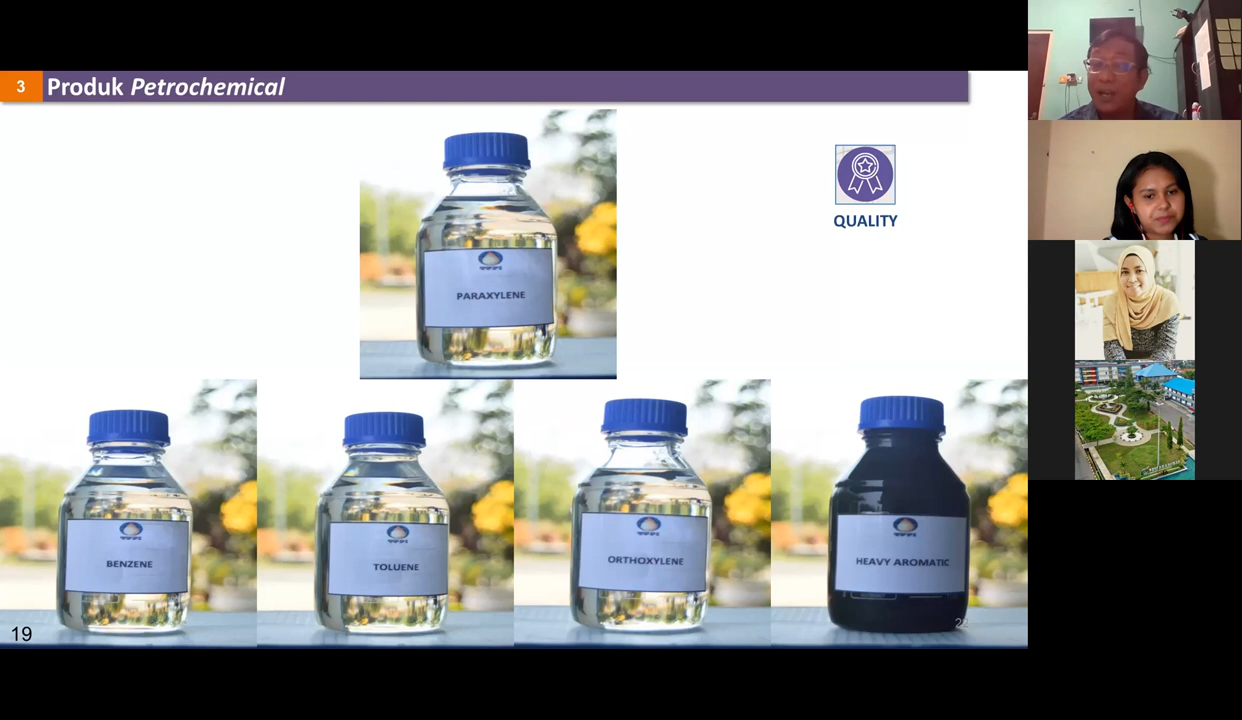 3
Produk Petrochemical
QUALITY
PARAXYLENE
BENZENE
TOLUENE
ORTHOXYLENE
HEAVY AROMATIC
19